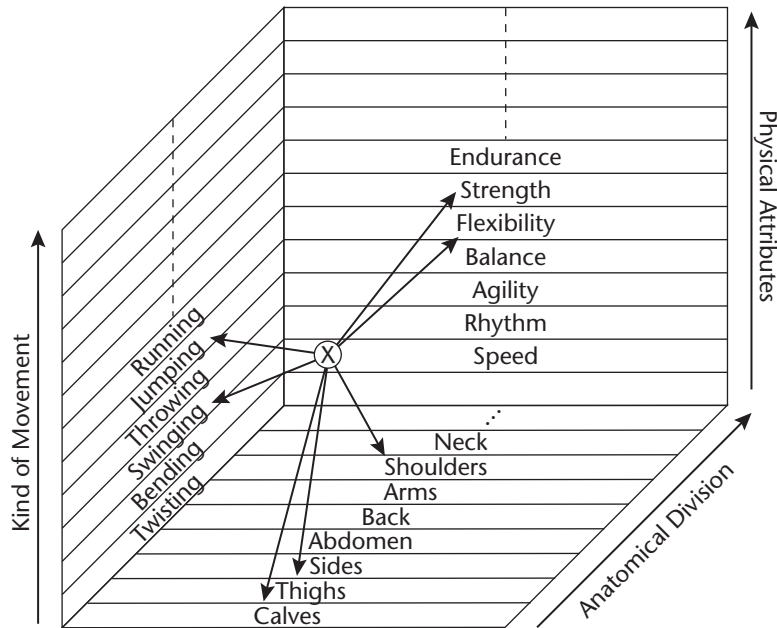 Endurance
Strength
Flexibility
Balance
Agility
Rhythm
Speed
Physical Attributes
Kind of Movement
Running
Jumping
Throwing
Swinging
Bending
Twisting
X
...
Neck
Shoulders
Arms
Back
Abdomen
Sides
Thighs
Calves
Anatomical Division